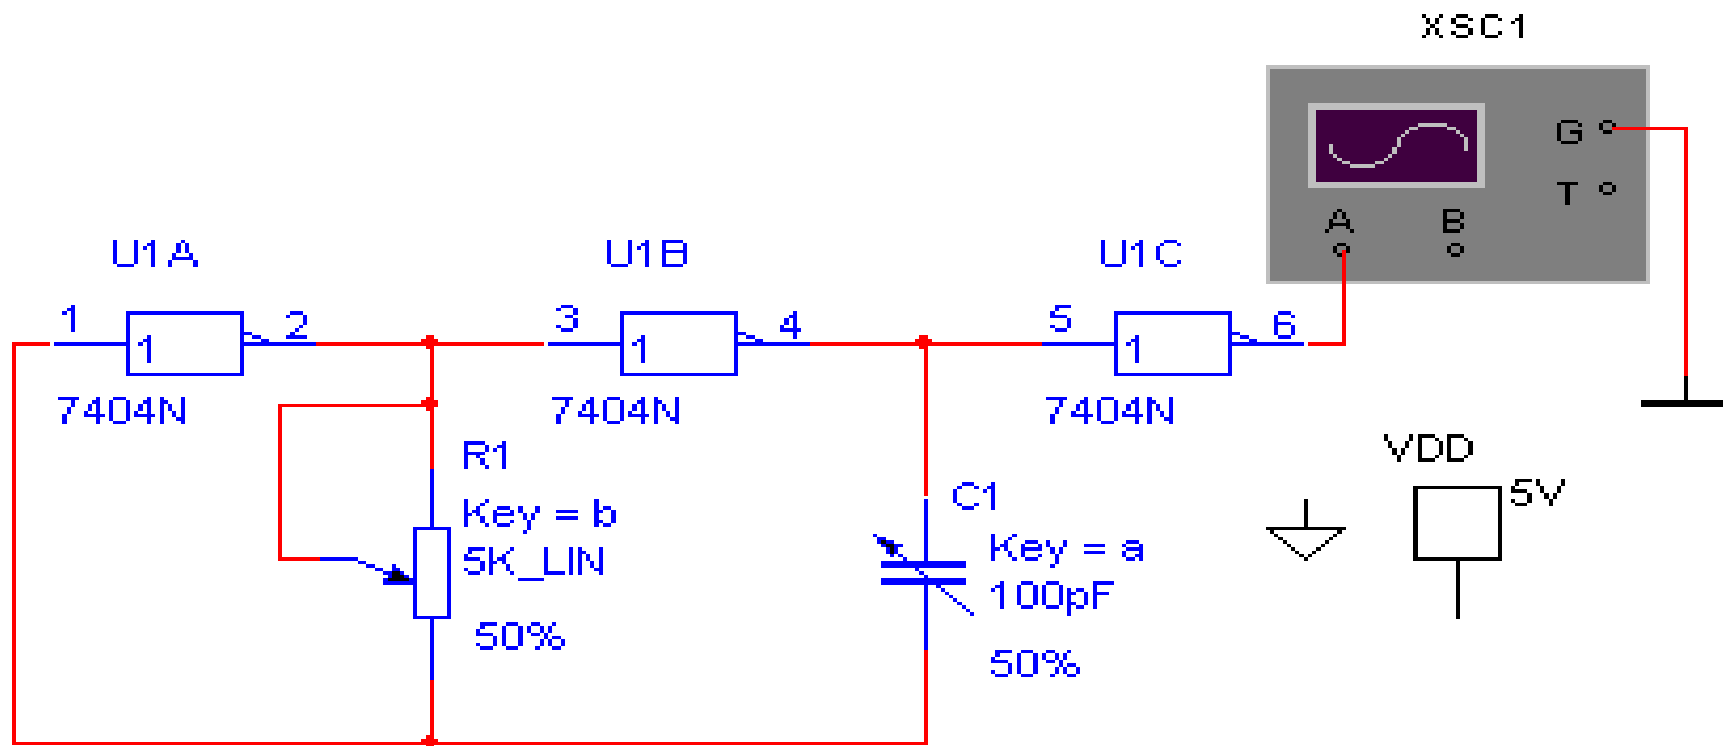 XSC1
G
T
A
B
U1A
U1B
U1C
1
1
2
3
1
4
5
1
6
7404N
7404N
7404N
R1
Key = b
5K_LIN
50%
C1
Key = a
100pF
50%
VDD
5V